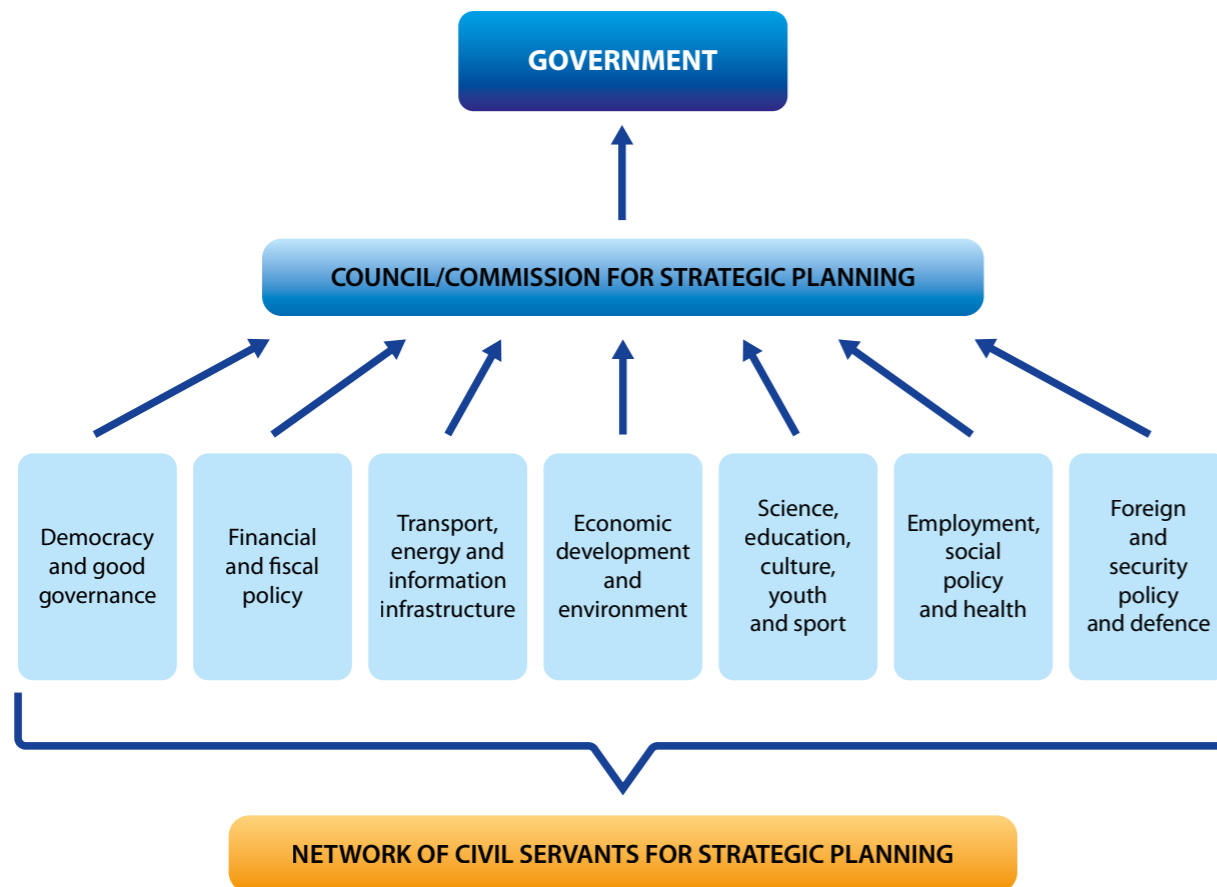 GOVERNMENT
COUNCIL/COMMISSION FOR STRATEGIC PLANNING
Democracy
and good
governance
Financial
and fiscal
policy
Transport,
energy and
information
infrastructure
Economic
development
and
environment
Science,
education,
culture,
youth
and sport
Employment,
social
policy
and health
Foreign
and
security
policy
and defence
NETWORK OF CIVIL SERVANTS FOR STRATEGIC PLANNING